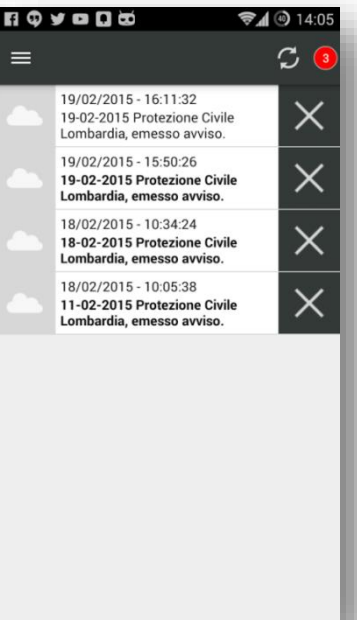 40 14:05
3
19/02/2015 - 16:11:32
19-02-2015 Protezione Civile
Lombardia, emesso avviso.
19/02/2015 - 15:50:26
19-02-2015 Protezione Civile
Lombardia, emesso avviso.
18/02/2015 - 10:34:24
18-02-2015 Protezione Civile
Lombardia, emesso avviso.
18/02/2015 - 10:05:38
11-02-2015 Protezione Civile
Lombardia, emesso avviso.